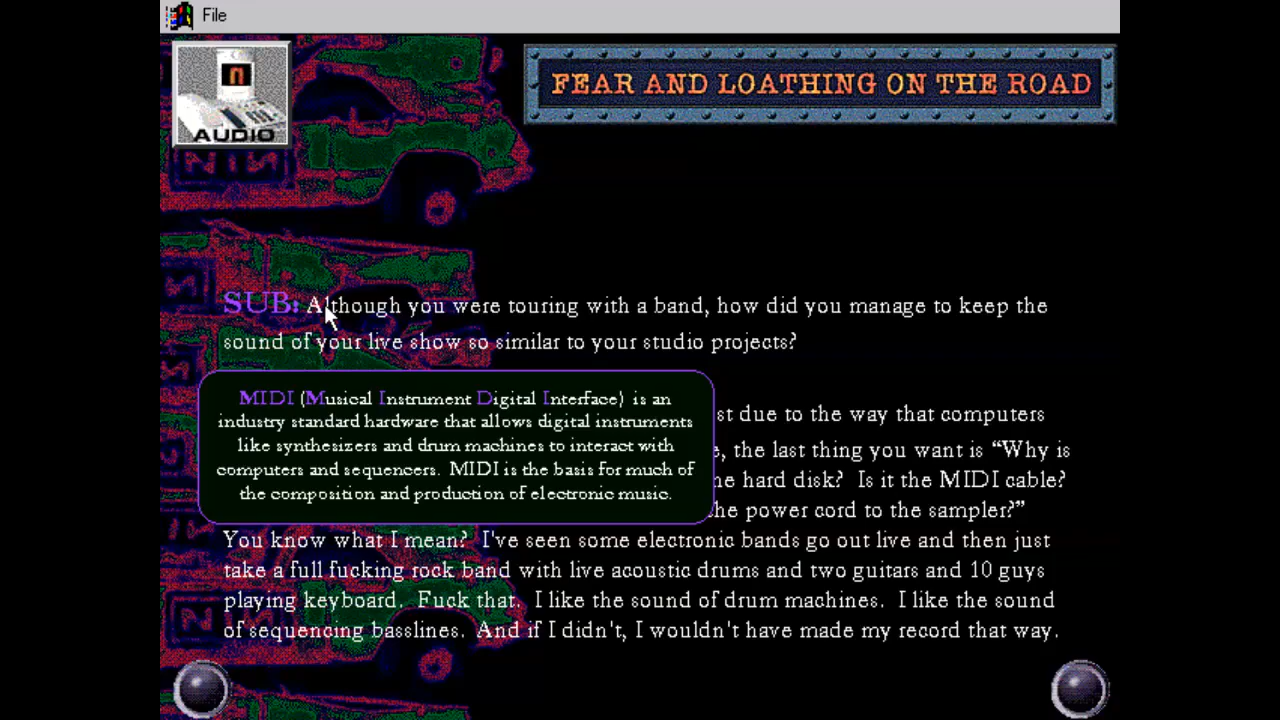 File
AUDIO
FEAR AND LOATHING ON THE ROAD
SUB: Although you were touring with a band, how did you manage to keep the
sound of your live show so similar to your studio projects?
MIDI (Musical Instrument Digital Interface) is an
industry standard hardware that allows digital instruments
like synthesizers and drum machines to interact with
computers and sequencers. MIDI is the basis for much of
the composition and production of electronic music.
st due to the way that computers
e, the last thing you want is “Why is
he hard disk? Is it the MIDI cable?
the power cord to the sampler?”
You know what I mean? I've seen some electronic bands go out live and then just
take a full fucking rock band with live acoustic drums and two guitars and 10 guys
playing keyboard. Fuck that. I like the sound of drum machines. I like the sound
of sequencing basslines. And if I didn't, I wouldn't have made my record that way.